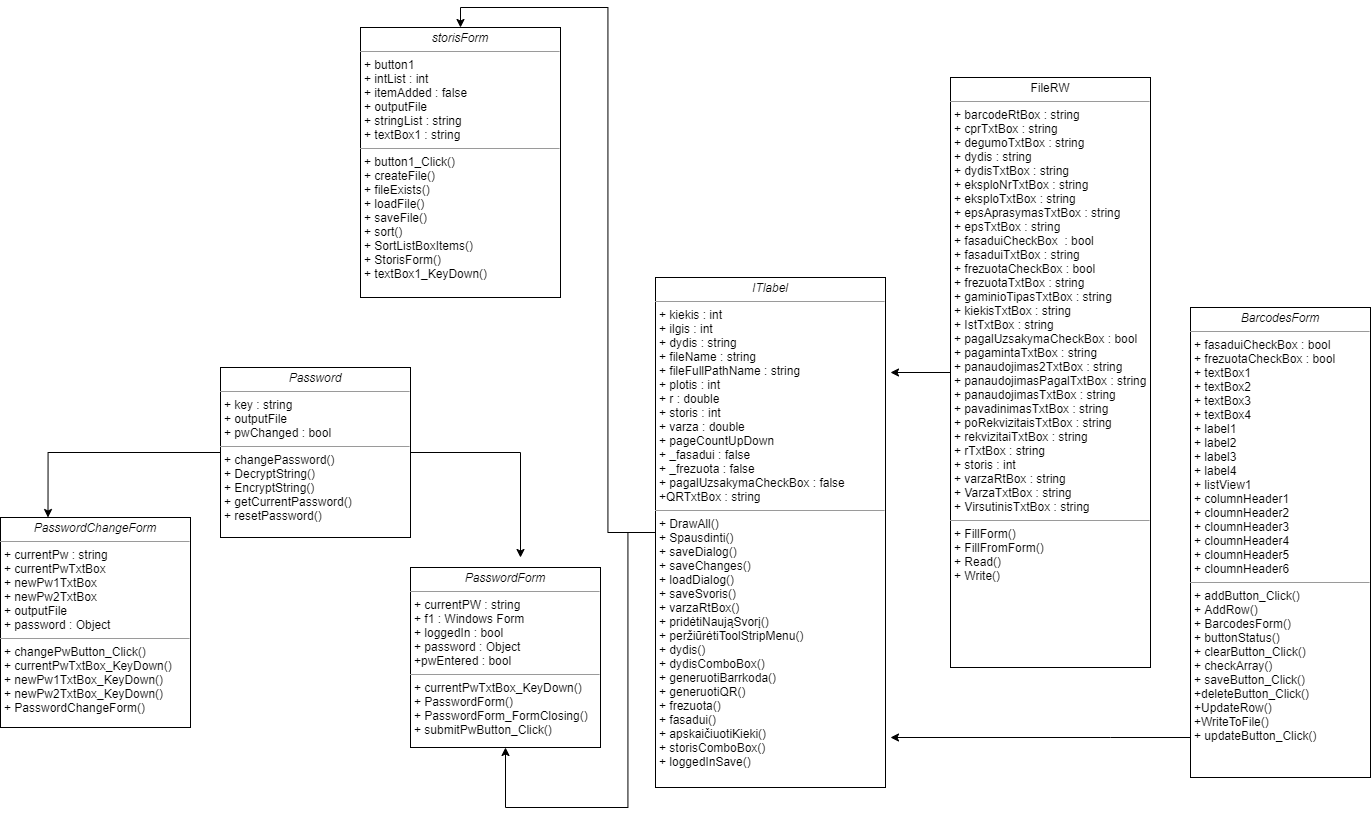 storisForm
+ button1
+ intList : int
+ itemAdded : false
+ outputFile
+ stringList : string
+ textBox1 : string
+ button1_Click()
+ createFile()
+ fileExists()
+ loadFile()
+ saveFile()
+ sort()
+ SortListBoxItems()
+ StorisForm()
+ textBox1_KeyDown()
Password
+ key : string
+ outputFile
+ pwChanged : bool
+ changePassword()
+ DecryptString()
+ EncryptString()
+ getCurrentPassword()
+ resetPassword()
PasswordChangeForm
+ currentPw : string
+ currentPwTxtBox
+ newPw1TxtBox
+ newPw2TxtBox
+ outputFile
+ password : Object
+ changePwButton_Click()
+ currentPwTxtBox_KeyDown()
+ newPw1TxtBox_KeyDown()
+ newPw2TxtBox_KeyDown()
+ PasswordChangeForm()
PasswordForm
+ currentPW : string
+ f1 : Windows Form
+ loggedIn : bool
+ password : Object
+pwEntered : bool
+ currentPwTxtBox_KeyDown()
+ PasswordForm()
+ PasswordForm_FormClosing()
+ submitPwButton_Click()
ITlabel
+ kiekis : int
+ ilgis : int
+ dydis : string
+ fileName : string
+ fileFullPathName : string
+ plotis : int
+ r : double
+ storis : int
+ varza : double
+ pageCountUpDown
+ _fasadui : false
+ _frezuota : false
+ pagalUzsakymaCheckBox : false
+QRTxtBox : string
+ DrawAll()
+ Spausdinti()
+ saveDialog()
+ saveChanges()
+ loadDialog()
+ saveSvoris()
+ varzaRtBox()
+ pridėtiNaująSvorį()
+ peržiūrėtiToolStripMenu()
+ dydis()
+ dydisComboBox()
+ generuotiBarrkoda()
+ generuotiQR()
+ frezuota()
+ fasadui()
+ apskaičiuotiKieki()
+ storisComboBox()
+ loggedInSave()
FileRW
+ barcodeRtBox : string
+ cprTxtBox : string
+ degumoTxtBox : string
+ dydis : string
+ dydisTxtBox : string
+ eksploNrTxtBox : string
+ eksploTxtBox : string
+ epsAprasymasTxtBox : string
+ epsTxtBox : string
+ fasaduiCheckBox  : bool
+ fasaduiTxtBox : string
+ frezuotaCheckBox : bool
+ frezuotaTxtBox : string
+ gaminioTipasTxtBox : string
+ kiekisTxtBox : string
+ lstTxtBox : string
+ pagalUzsakymaCheckBox : bool
+ pagamintaTxtBox : string
+ panaudojimas2TxtBox : string
+ panaudojimasPagalTxtBox : string
+ panaudojimasTxtBox : string
+ pavadinimasTxtBox : string
+ poRekvizitaisTxtBox : string
+ rekvizitaiTxtBox : string
+ rTxtBox : string
+ storis : int
+ varzaRtBox : string
+ VarzaTxtBox : string
+ VirsutinisTxtBox : string
+ FillForm()
+ FillFromForm()
+ Read()
+ Write()
BarcodesForm
+ fasaduiCheckBox : bool
+ frezuotaCheckBox : bool
+ textBox1
+ textBox2
+ textBox3
+ textBox4
+ label1
+ label2
+ label3
+ label4
+ listView1
+ columnHeader1
+ cloumnHeader2
+ cloumnHeader3
+ cloumnHeader4
+ cloumnHeader5
+ cloumnHeader6
+ addButton_Click()
+ AddRow()
+ BarcodesForm()
+ buttonStatus()
+ clearButton_Click()
+ checkArray()
+ saveButton_Click()
+deleteButton_Click()
+UpdateRow()
+WriteToFile()
+ updateButton_Click()